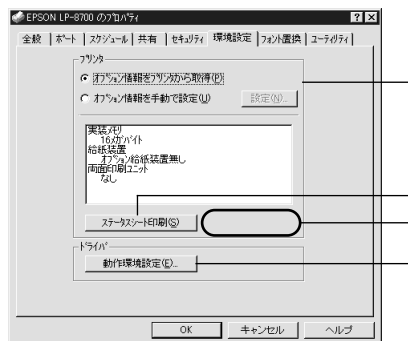 EPSON LP-8700 のプロパティ
全般 ポート スケジュール 共有 セキュリティ 環境設定 フォント置換 ユーティリティ
プリンタ
オプション情報をプリンタから取得(P)
オプション情報を手動で設定(U) 設定(N)...
実装メモリ
16メガバイト
給紙装置
オプション給紙装置無し
両面印刷ユニット
なし
ステータスシート印刷(S)
ドライバ
動作環境設定(E)...
OK キャンセル ヘルプ